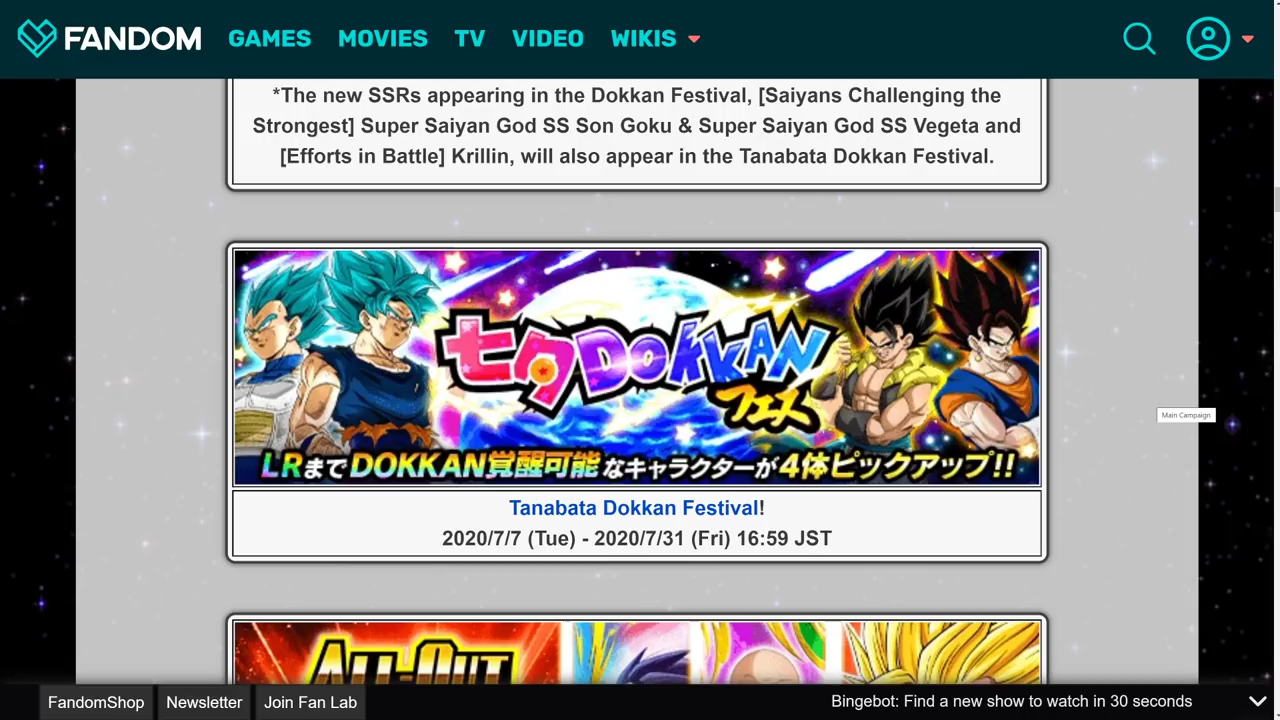 FANDOM GAMES MOVIES TV VIDEO WIKIS
*The new SSRs appearing in the Dokkan Festival, [Saiyans Challenging the
Strongest] Super Saiyan God SS Son Goku & Super Saiyan God SS Vegeta and
[Efforts in Battle] Krillin, will also appear in the Tanabata Dokkan Festival.
七夕DOKKAN
フェス
LRまでDOKKAN覚醒可能なキャラクターが4体ピックアップ!!
Main Campaign
Tanabata Dokkan Festival!
2020/7/7 (Tue) - 2020/7/31 (Fri) 16:59 JST
ALL-OUT
FandomShop Newsletter Join Fan Lab Bingebot: Find a new show to watch in 30 seconds